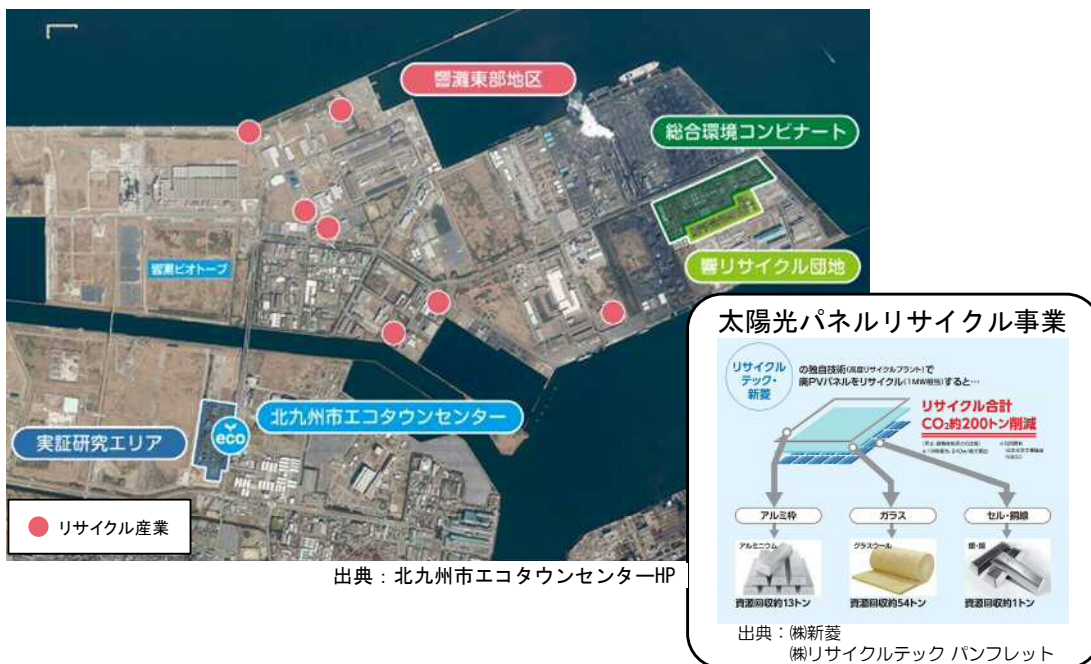 響灘東部地区
総合環境コンビナート
響灘ビオトープ
響リサイクル団地
北九州市エコタウンセンター
eco
実証研究エリア
リサイクル産業
出典：北九州市エコタウンセンターHP
太陽光パネルリサイクル事業
リサイクル
テック・
新菱
の独自技術(高度リサイクルプラント)で
廃PVパネルをリサイクル(1MW相当)すると…
リサイクル合計
CO₂約200トン削減
アルミ枠
ガラス
セル・銅線
アルミニウム
グラスウール
銀・銅
資源回収約13トン
資源回収約54トン
資源回収約1トン
出典：㈱新菱
㈱リサイクルテック パンフレット